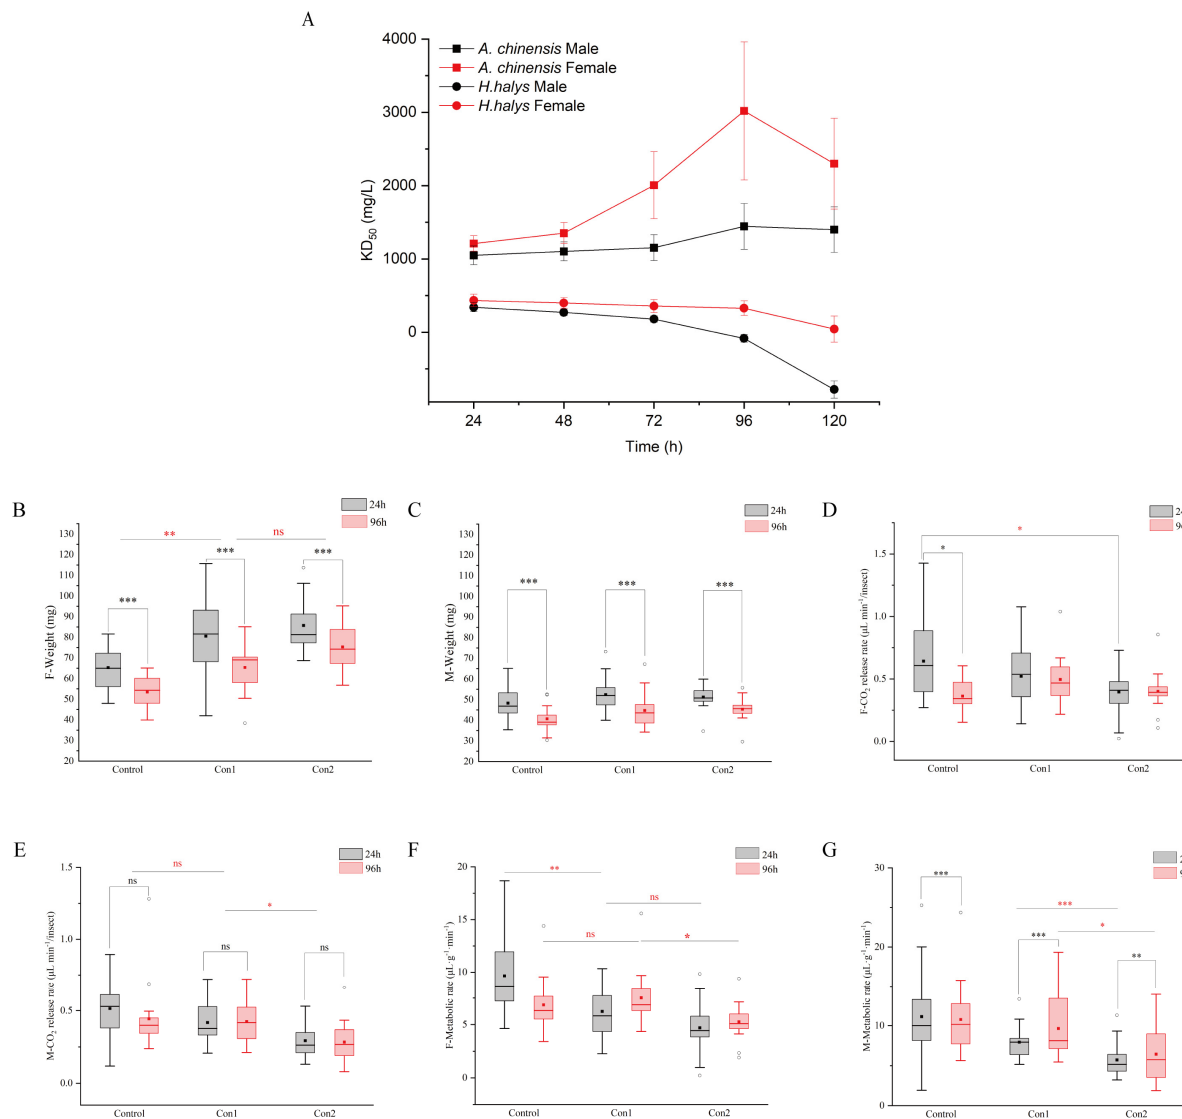 A
A. chinensis Male
A. chinensis Female
H.halys Male
H.halys Female
KD50 (mg/L)
4000
3000
2000
1000
0
24 48 72 96 120
Time (h)
B
24h
96h
F-Weight (mg)
130
120
110
100
90
80
70
60
50
40
30
20
** ns
*** *** ***
Control Con1 Con2
C
24h
96h
M-Weight (mg)
130
120
110
100
90
80
70
60
50
40
30
20
*** *** ***
Control Con1 Con2
D
F-CO2 release rate (μL min-1/insect)
1.5
1.0
0.5
0.0
*
*
Control Con1 Con2
E
24h
96h
M-CO2 release rate (μL min-1/insect)
1.5
1.0
0.5
0.0
ns
ns
*
ns ns
Control Con1 Con2
F
24h
96h
F-Metabolic rate (μL·g-1·min-1)
20
15
10
5
0
** ns
ns *
Control Con1 Con2
G
M-Metabolic rate (μL·g-1·min-1)
30
20
10
0
***
***
*** *
**
Control Con1 Con2